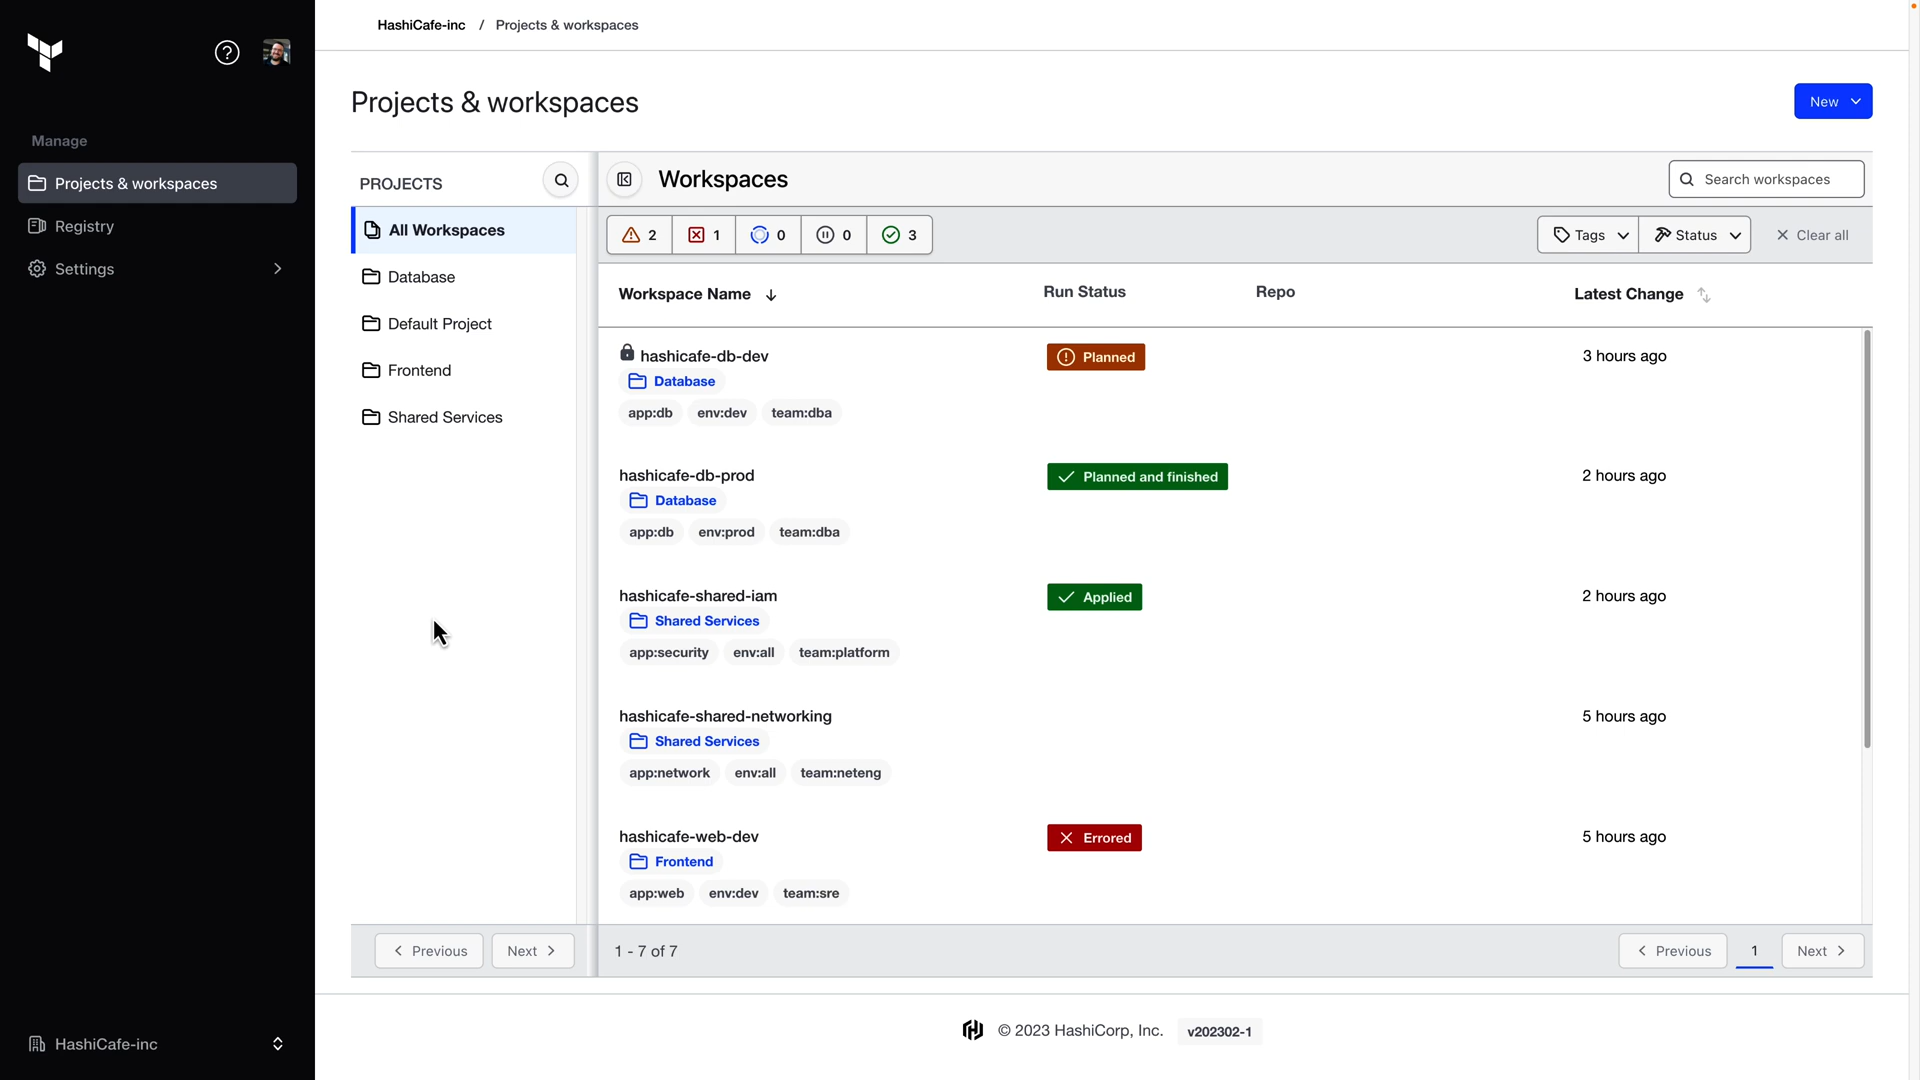 HashiCafe-inc / Projects & workspaces
Manage
Projects & workspaces
Registry
Settings
HashiCafe-inc
Projects & workspaces
New
PROJECTS
All Workspaces
Database
Default Project
Frontend
Shared Services
Previous
Next
Workspaces
Search workspaces
2
1
0
0
3
Tags
Status
Clear all
Workspace Name
Run Status
Repo
Latest Change
hashicafe-db-dev
Planned
3 hours ago
Database
app:db env:dev team:dba
hashicafe-db-prod
Planned and finished
2 hours ago
Database
app:db env:prod team:dba
hashicafe-shared-iam
Applied
2 hours ago
Shared Services
app:security env:all team:platform
hashicafe-shared-networking
5 hours ago
Shared Services
app:network env:all team:neteng
hashicafe-web-dev
Errored
5 hours ago
Frontend
app:web env:dev team:sre
1 - 7 of 7
Previous
1
Next
© 2023 HashiCorp, Inc.
v202302-1